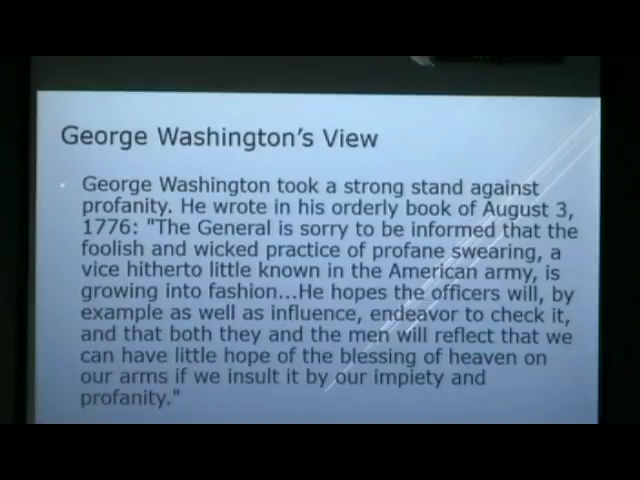 George Washington's View
George Washington took a strong stand against
profanity. He wrote in his orderly book of August 3,
1776: "The General is sorry to be informed that the
foolish and wicked practice of profane swearing, a
vice hitherto little known in the American army, is
growing into fashion...He hopes the officers will, by
example as well as influence, endeavor to check it,
and that both they and the men will reflect that we
can have little hope of the blessing of heaven on
our arms if we insult it by our impiety and
profanity."